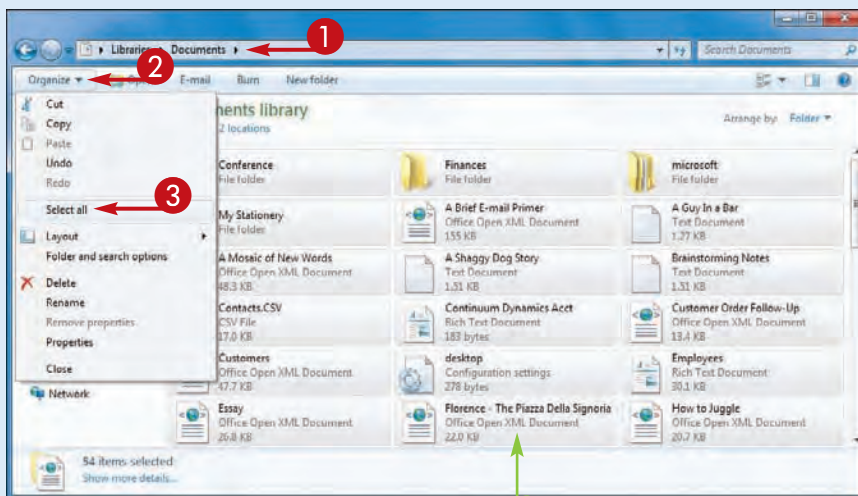 1
Libraries Documents
Search Documents
2
Organize
E-mail Burn New folder
Cut
Copy
Paste
Undo
Redo
3
Select all
Layout
Folder and search options
Delete
Rename
Remove properties
Properties
Close
Network
ments library
2 locations
Arrange by: Folder
Conference
File folder
Finances
File folder
microsoft
File folder
My Stationery
File folder
A Brief E-mail Primer
Office Open XML Document
155 KB
A Guy In a Bar
Text Document
1.27 KB
A Mosaic of New Words
Office Open XML Document
48.3 KB
A Shaggy Dog Story
Text Document
1.51 KB
Brainstorming Notes
Text Document
1.31 KB
Contacts.CSV
CSV File
17.0 KB
Continuum Dynamics Acct
Rich Text Document
183 bytes
Customer Order Follow-Up
Office Open XML Document
13.4 KB
Customers
Office Open XML Document
47.7 KB
desktop
Configuration settings
278 bytes
Employees
Rich Text Document
30.1 KB
Essay
Office Open XML Document
26.8 KB
Florence - The Piazza Della Signoria
Office Open XML Document
22.0 KB
How to Juggle
Office Open XML Document
20.7 KB
54 items selected
Show more details...